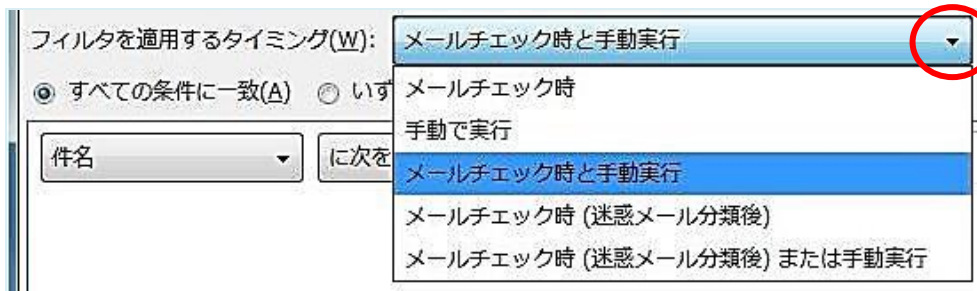 フィルタを適用するタイミング(W): メールチェック時と手動実行
すべての条件に一致(A) いず メールチェック時
手動で実行
件名 に次を メールチェック時と手動実行
メールチェック時 (迷惑メール分類後)
メールチェック時 (迷惑メール分類後) または手動実行